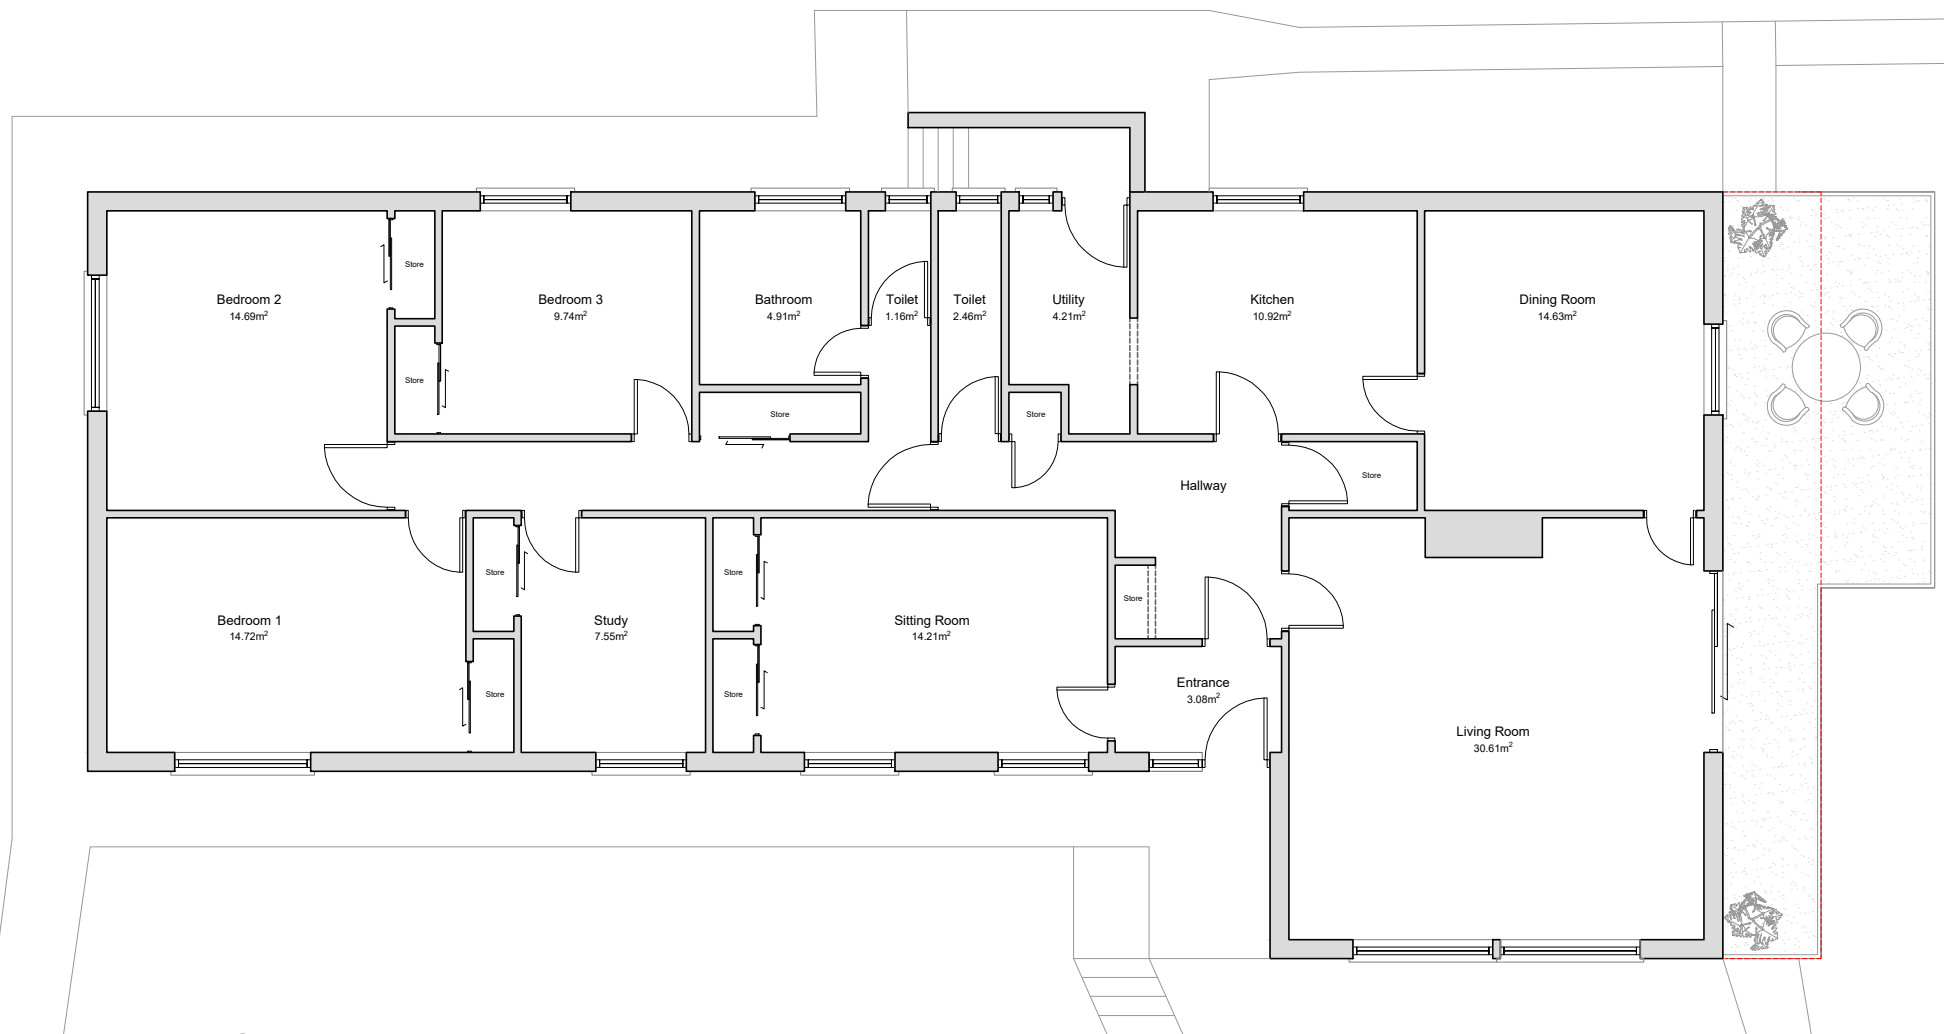 Store
Bedroom 2
14.69m²
Bedroom 3
9.74m²
Bathroom
4.91m²
Toilet
1.16m²
Toilet
2.46m²
Utility
4.21m²
Kitchen
10.92m²
Dining Room
14.63m²
Store
Store
Store
Store
Hallway
Store
Store
Store
Bedroom 1
14.72m²
Study
7.55m²
Sitting Room
14.21m²
Entrance
3.08m²
Store
Store
Store
Living Room
30.61m²